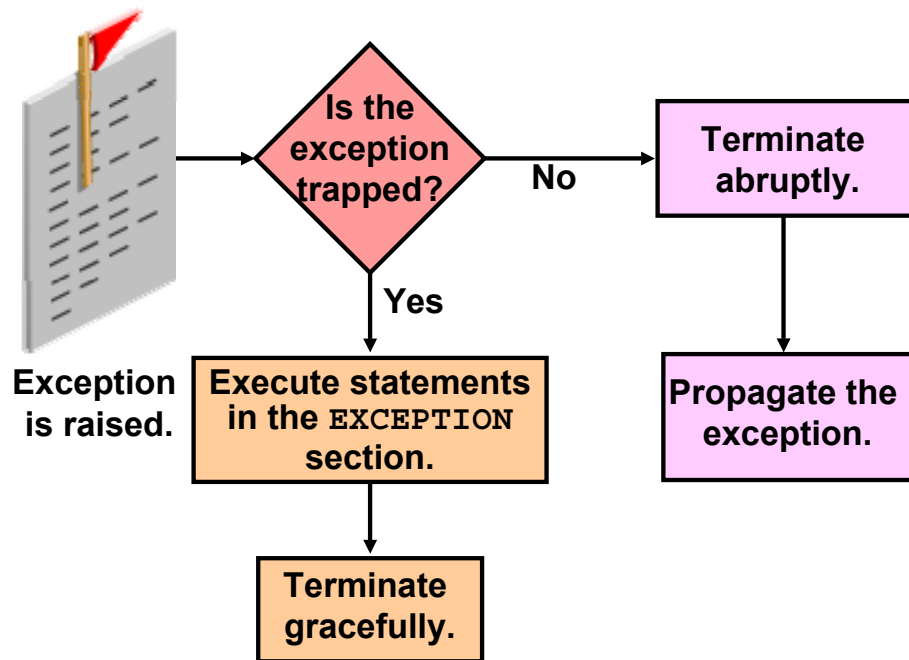 Is the
exception
trapped?
No
Terminate
abruptly.
Yes
Exception
is raised.
Execute statements
in the EXCEPTION
section.
Propagate the
exception.
Terminate
gracefully.